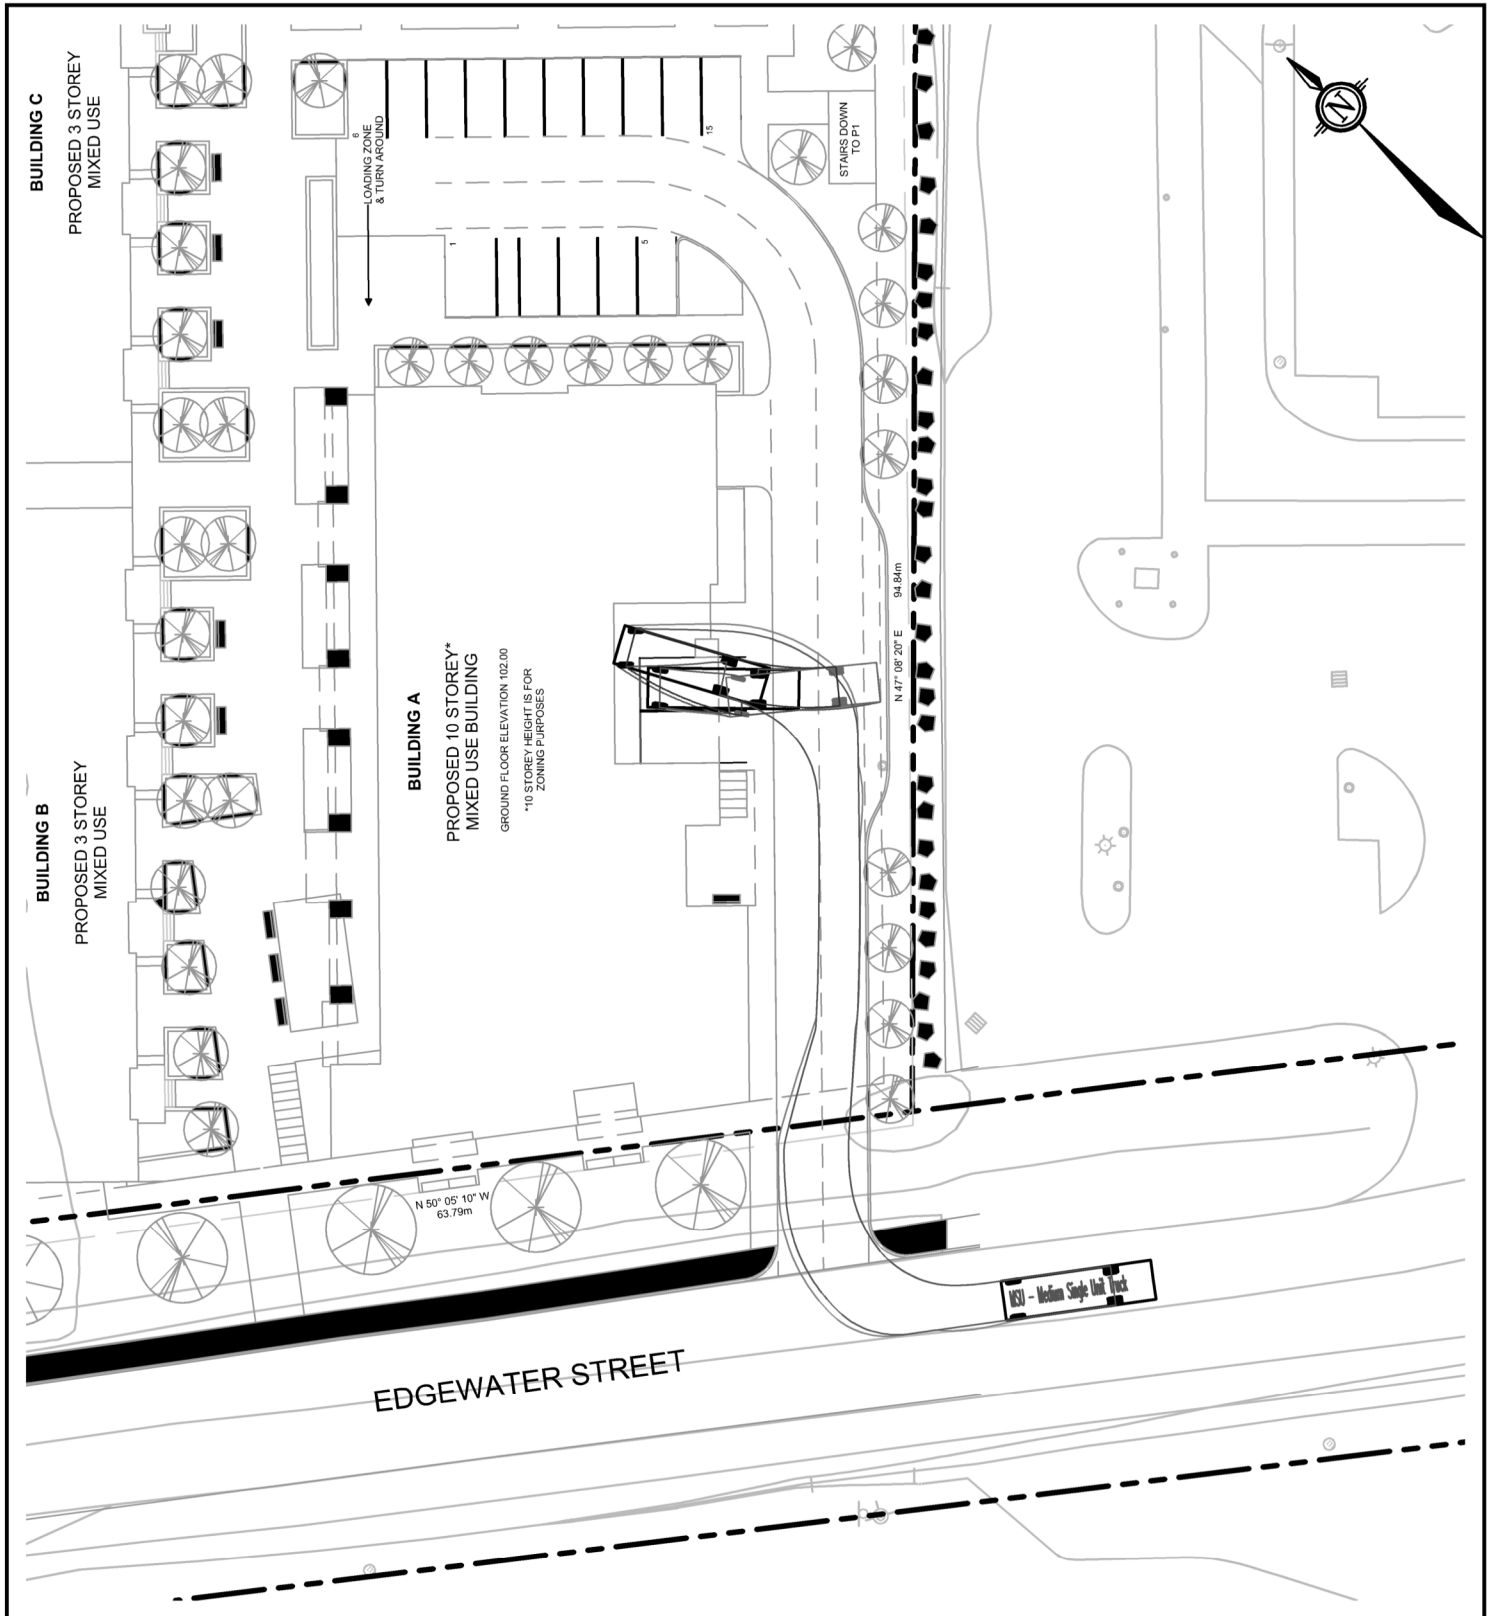 BUILDING C
PROPOSED 3 STOREY
MIXED USE
6
LOADING ZONE
& TURN AROUND
15
STAIRS DOWN
TO P1
N
1
5
N 47° 08' 20" E
94.84m
BUILDING A
PROPOSED 10 STOREY*
MIXED USE BUILDING
GROUND FLOOR ELEVATION 102.00
*10 STOREY HEIGHT IS FOR
ZONING PURPOSES
BUILDING B
PROPOSED 3 STOREY
MIXED USE
N 50° 05' 10" W
63.79m
MSU - Medium Single Unit Truck
EDGEWATER STREET